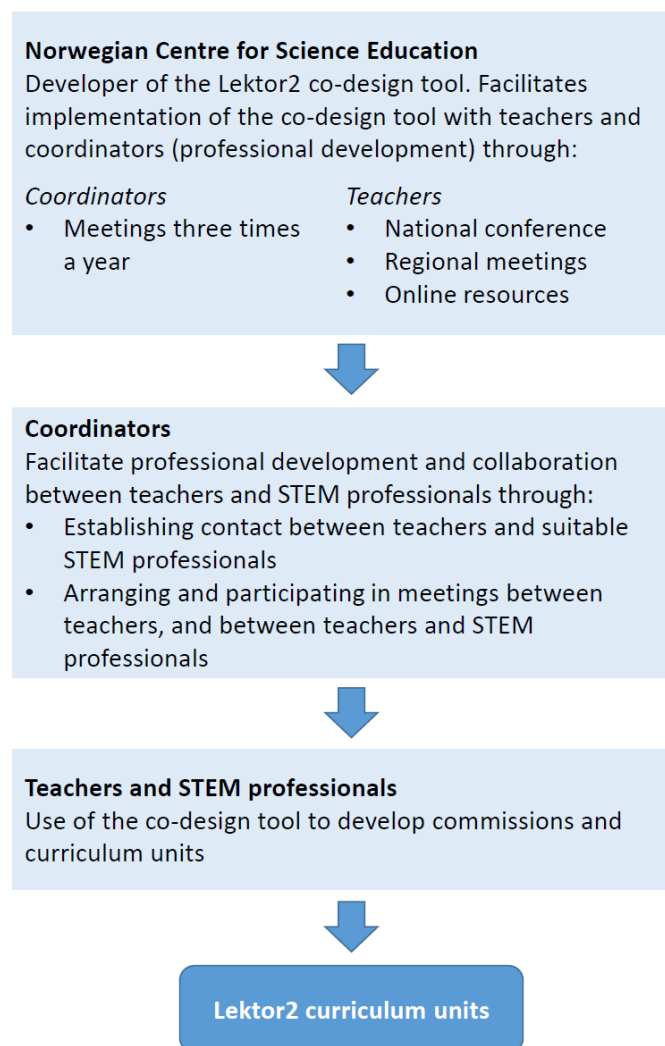 Norwegian Centre for Science Education
Developer of the Lektor2 co-design tool. Facilitates
implementation of the co-design tool with teachers and
coordinators (professional development) through:
Coordinators
• Meetings three times
a year
Teachers
• National conference
• Regional meetings
• Online resources
Coordinators
Facilitate professional development and collaboration
between teachers and STEM professionals through:
• Establishing contact between teachers and suitable
STEM professionals
• Arranging and participating in meetings between
teachers, and between teachers and STEM
professionals
Teachers and STEM professionals
Use of the co-design tool to develop commissions and
curriculum units
Lektor2 curriculum units